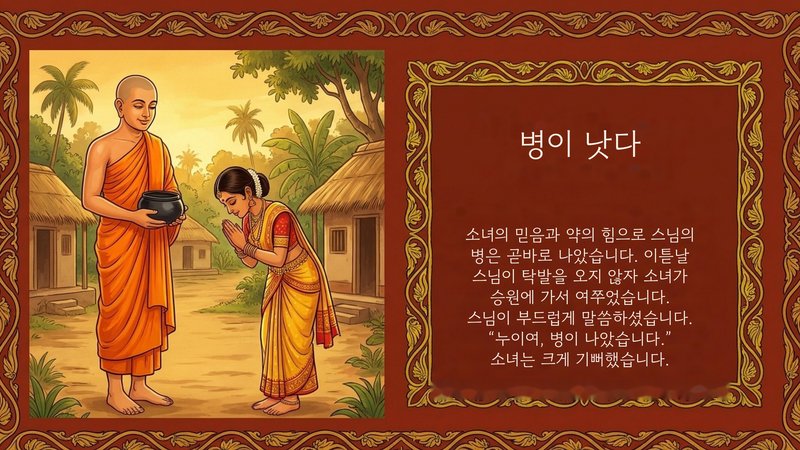 병이 낫다
소녀의 믿음과 약의 힘으로 스님의
병은 곧바로 나았습니다. 이튿날
스님이 탁발을 오지 않자 소녀가
승원에 가서 여쭈었습니다.
스님이 부드럽게 말씀하셨습니다.
“누이여, 병이 나았습니다.”
소녀는 크게 기뻐했습니다.